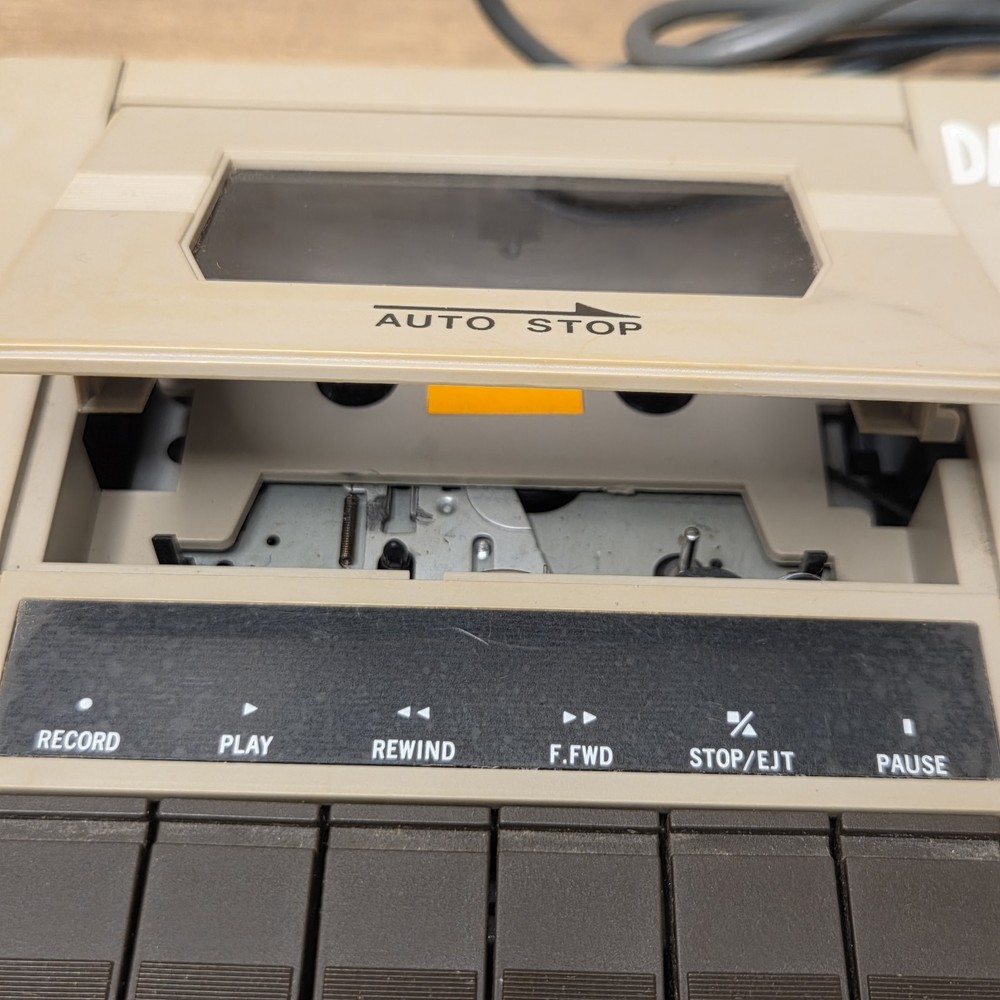 AUTO STOP
RECORD PLAY REWIND F.FWD STOP/EJT PAUSE